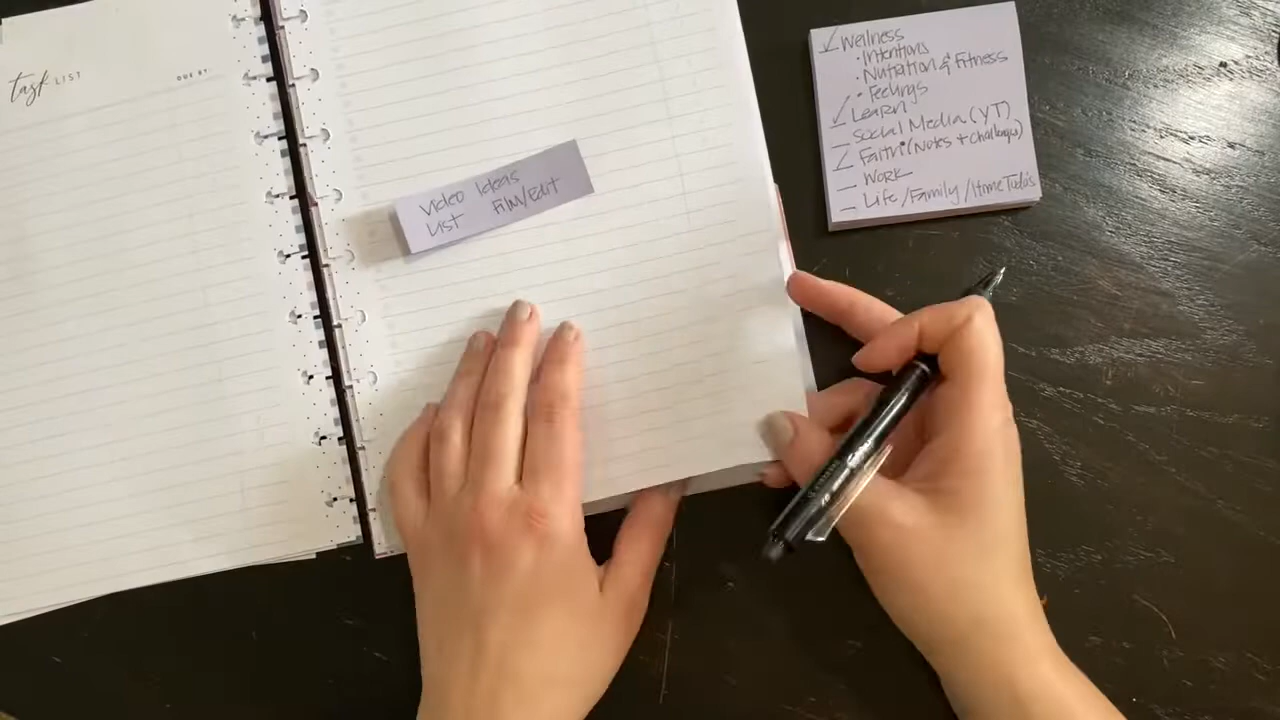 task LIST
DUE BY:
Video Ideas
List Film/Edit
✓ Wellness
• Intentions
• Nutrition & Fitness
• Feelings
✓ Learn
– Social Media (YT)
✓ Faith (Notes + Challenges)
– Work
– Life/Family/Home